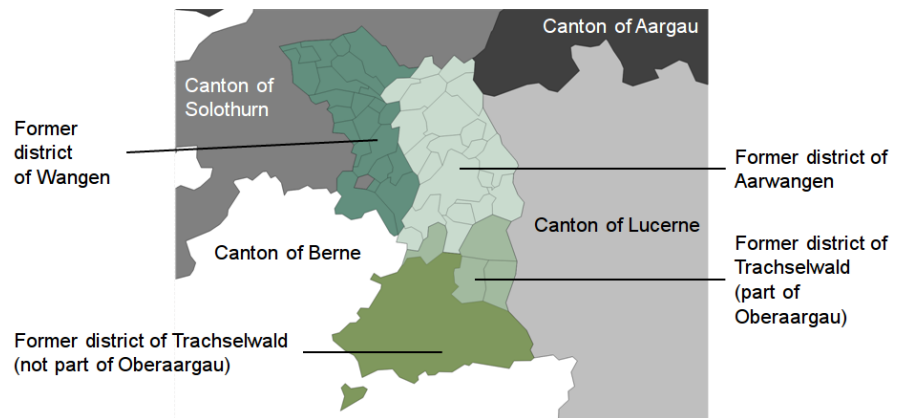 Canton of Aargau
Canton of
Solothurn
Former
district
of Wangen
Former district of
Aarwangen
Canton of Lucerne
Canton of Berne
Former district of
Trachselwald
(part of
Oberaargau)
Former district of Trachselwald
(not part of Oberaargau)